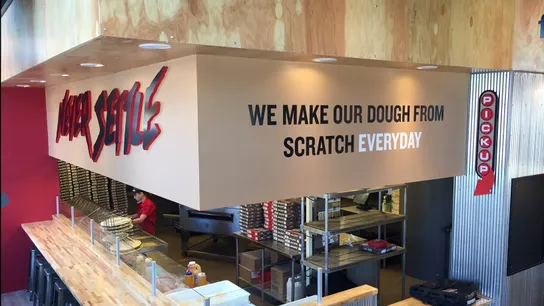 NEVER SETTLE
WE MAKE OUR DOUGH FROM
SCRATCH EVERYDAY
PICKUP